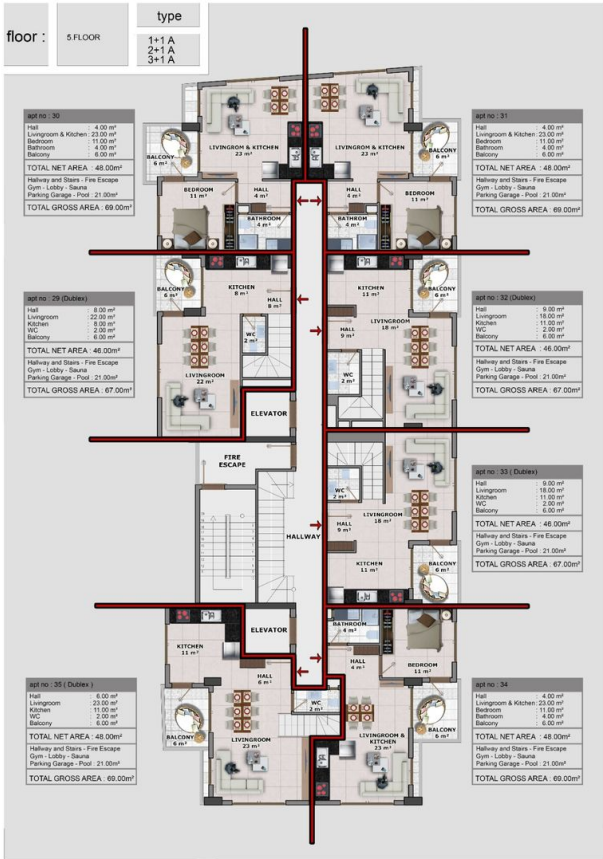 floor :
5.FLOOR
type
1+1 A
2+1 A
3+1 A
apt no : 30
Hall : 4.00 m²
Livingroom & Kitchen : 23.00 m²
Bedroom : 11.00 m²
Bathroom : 4.00 m²
Balcony : 6.00 m²
TOTAL NET AREA : 48.00m²
Hallway and Stairs - Fire Escape
Gym - Lobby - Sauna
Parking Garage - Pool : 21.00m²
TOTAL GROSS AREA : 69.00m²
apt no : 31
Hall : 4.00 m²
Livingroom & Kitchen : 23.00 m²
Bedroom : 11.00 m²
Bathroom : 4.00 m²
Balcony : 6.00 m²
TOTAL NET AREA : 48.00m²
Hallway and Stairs - Fire Escape
Gym - Lobby - Sauna
Parking Garage - Pool : 21.00m²
TOTAL GROSS AREA : 69.00m²
LIVINGROM & KITCHEN
23 m²
LIVINGROM & KITCHEN
23 m²
BALCONY
6 m²
BALCONY
6 m²
BEDROOM
11 m²
HALL
4 m²
HALL
4 m²
BEDROOM
11 m²
BATHROOM
4 m²
BATHROM
4 m²
apt no : 29 (Dublex)
Hall : 8.00 m²
Livingroom : 22.00 m²
Kitchen : 8.00 m²
WC : 2.00 m²
Balcony : 6.00 m²
TOTAL NET AREA : 46.00m²
Hallway and Stairs - Fire Escape
Gym - Lobby - Sauna
Parking Garage - Pool : 21.00m²
TOTAL GROSS AREA : 67.00m²
apt no : 32 (Dublex)
Hall : 9.00 m²
Livingroom : 18.00 m²
Kitchen : 11.00 m²
WC : 2.00 m²
Balcony : 6.00 m²
TOTAL NET AREA : 46.00m²
Hallway and Stairs - Fire Escape
Gym - Lobby - Sauna
Parking Garage - Pool : 21.00m²
TOTAL GROSS AREA : 67.00m²
BALCONY
6 m²
KITCHEN
8 m²
HALL
8 m²
WC
2 m²
LIVINGROOM
22 m²
ELEVATOR
KITCHEN
11 m²
BALCONY
6 m²
LIVINGROOM
18 m²
HALL
9 m²
WC
2 m²
FIRE
ESCAPE
HALLWAY
WC
2 m²
LIVINGROOM
18 m²
HALL
9 m²
KITCHEN
11 m²
BALCONY
6 m²
apt no : 33 ( Dublex)
Hall : 9.00 m²
Livingroom : 18.00 m²
Kitchen : 11.00 m²
WC : 2.00 m²
Balcony : 6.00 m²
TOTAL NET AREA : 46.00m²
Hallway and Stairs - Fire Escape
Gym - Lobby - Sauna
Parking Garage - Pool : 21.00m²
TOTAL GROSS AREA : 67.00m²
ELEVATOR
KITCHEN
11 m²
HALL
6 m²
BATHROOM
4 m²
HALL
4 m²
BEDROOM
11 m²
WC
2 m²
BALCONY
6 m²
LIVINGROOM
23 m²
LIVINGROOM &
KITCHEN
23 m²
BALCONY
6 m²
apt no : 35 ( Dublex )
Hall : 6.00 m²
Livingroom : 23.00 m²
Kitchen : 11.00 m²
WC : 2.00 m²
Balcony : 6.00 m²
TOTAL NET AREA : 48.00m²
Hallway and Stairs - Fire Escape
Gym - Lobby - Sauna
Parking Garage - Pool : 21.00m²
TOTAL GROSS AREA : 69.00m²
apt no : 34
Hall : 4.00 m²
Livingroom & Kitchen : 23.00 m²
Bedroom : 11.00 m²
Bathroom : 4.00 m²
Balcony : 6.00 m²
TOTAL NET AREA : 48.00m²
Hallway and Stairs - Fire Escape
Gym - Lobby - Sauna
Parking Garage - Pool : 21.00m²
TOTAL GROSS AREA : 69.00m²